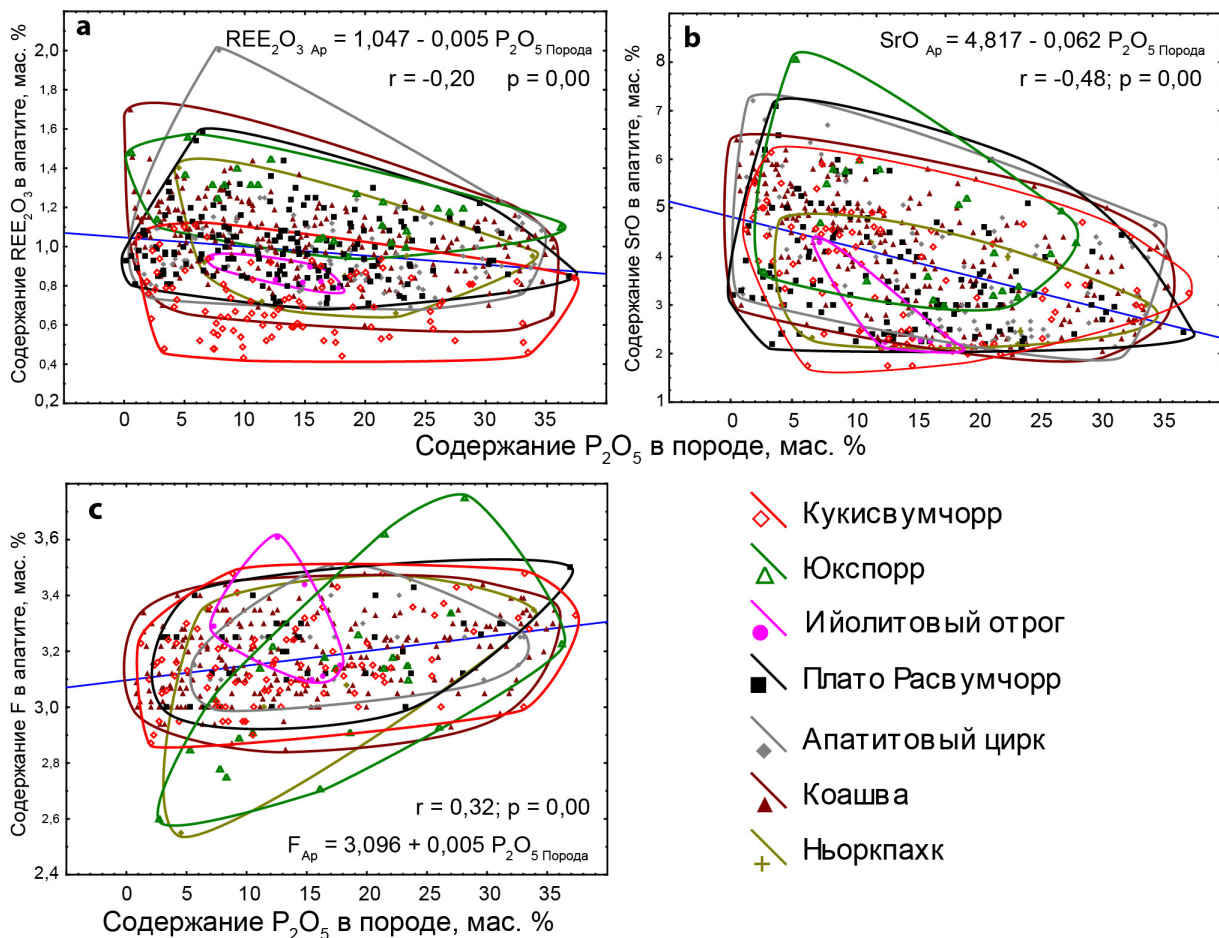 a
REE2O3 Ap = 1,047 - 0,005 P2O5 Порода
r = -0,20 p = 0,00
Содержание REE2O3 в апатите, мас. %
2,0
1,8
1,6
1,4
1,2
1,0
0,8
0,6
0,4
0,2
0 5 10 15 20 25 30 35
b
SrO Ap = 4,817 - 0,062 P2O5 Порода
r = -0,48; p = 0,00
Содержание SrO в апатите, мас. %
8
7
6
5
4
3
2
1
0 5 10 15 20 25 30 35
Содержание P2O5 в породе, мас. %
c
Содержание F в апатите, мас. %
3,6
3,4
3,2
3,0
2,8
2,6
2,4
r = 0,32; p = 0,00
F Ap = 3,096 + 0,005 P2O5 Порода
0 5 10 15 20 25 30 35
Содержание P2O5 в породе, мас. %
Кукисвумчорр
Юкспорр
Ийолитовый отрог
Плато Расвумчорр
Апатитовый цирк
Коашва
Ньоркпахк